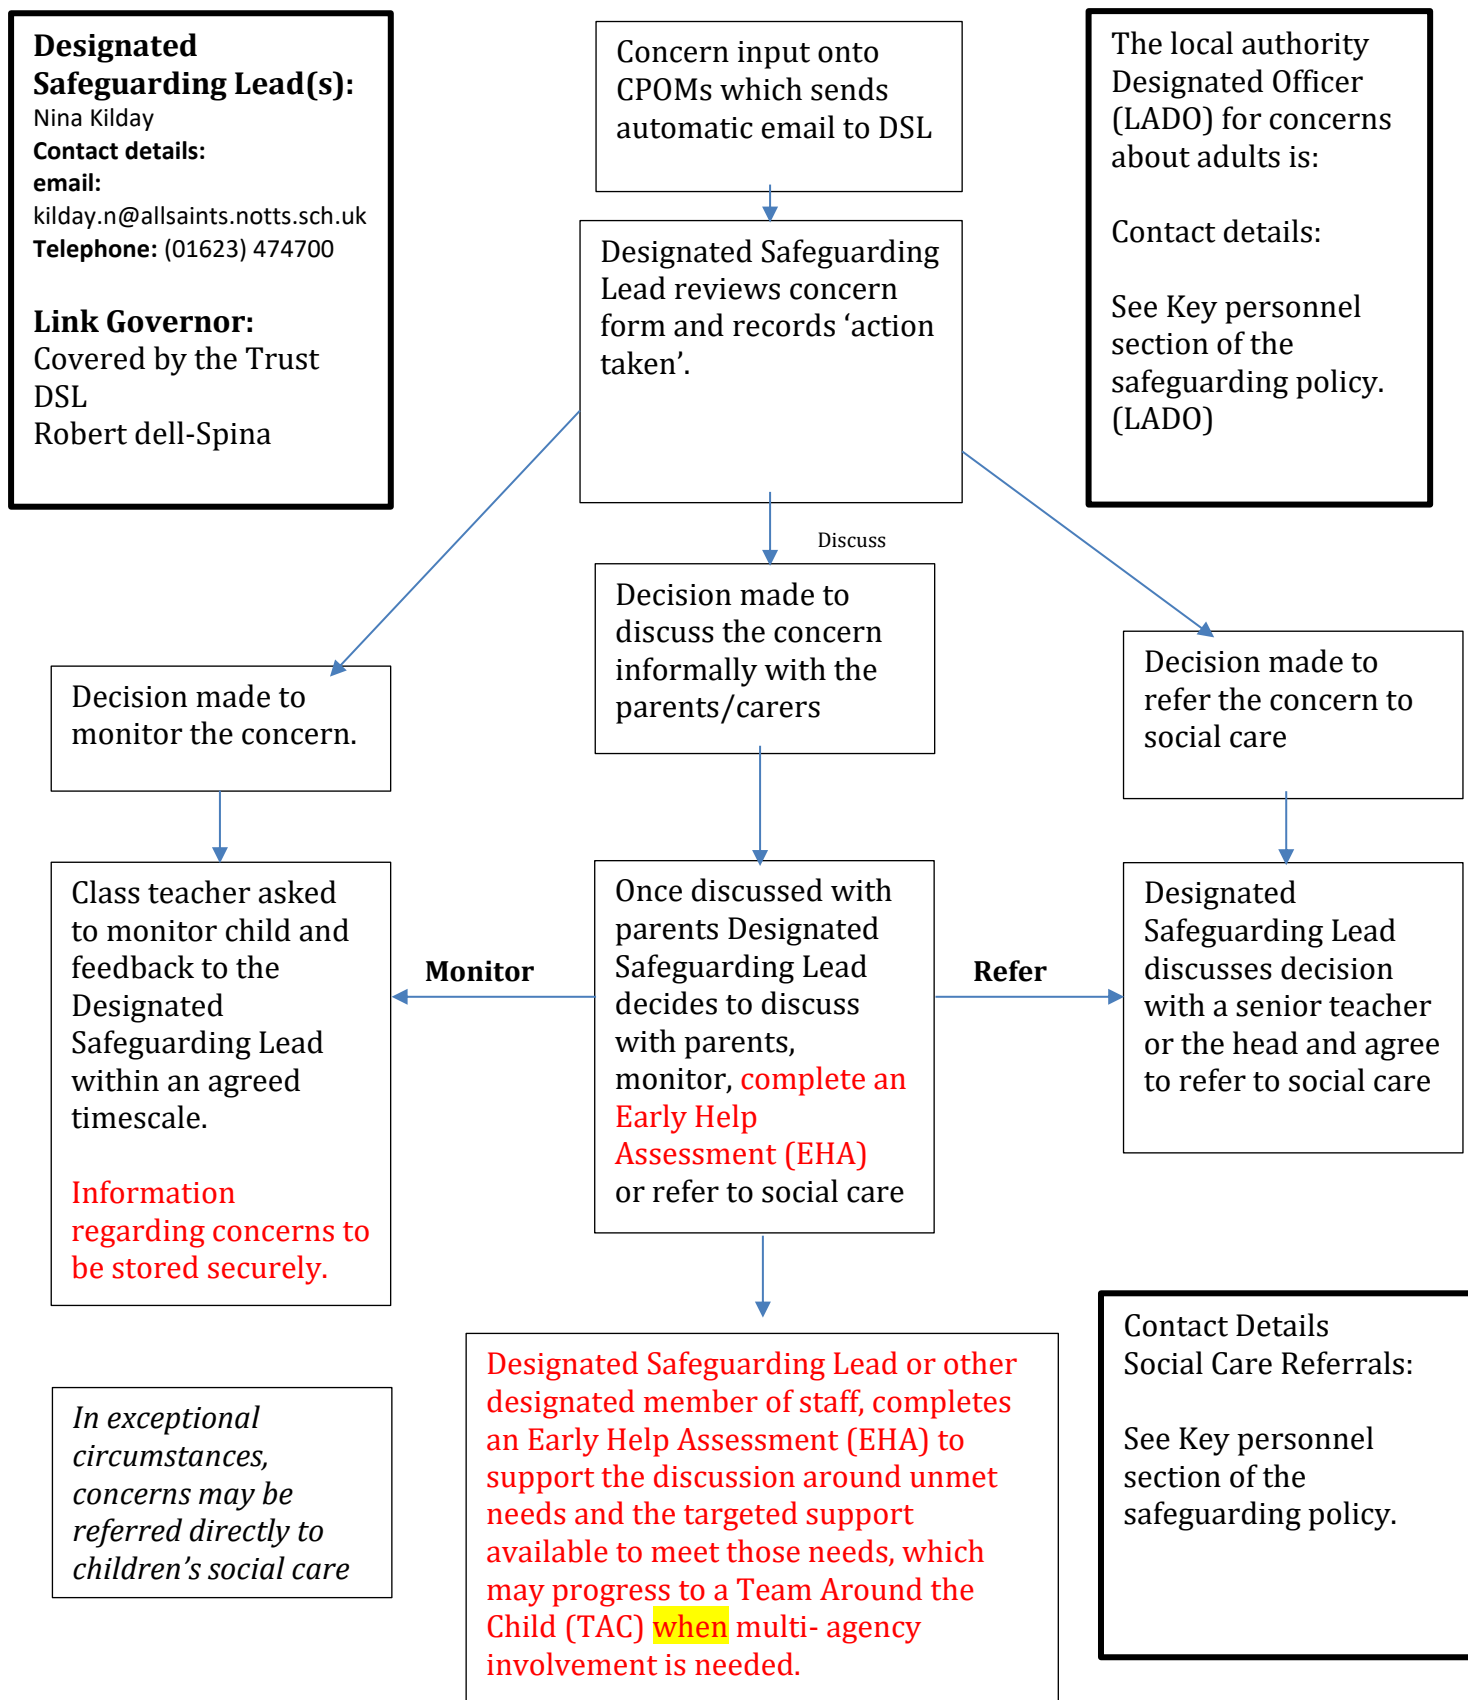 Designated
Safeguarding Lead(s):
Nina Kilday
Contact details:
email:
kilday.n@allsaints.notts.sch.uk
Telephone: (01623) 474700
Link Governor:
Covered by the Trust
DSL
Robert dell-Spina
Concern input onto
CPOMs which sends
automatic email to DSL
The local authority
Designated Officer
(LADO) for concerns
about adults is:
Contact details:
See Key personnel
section of the
safeguarding policy.
(LADO)
Designated Safeguarding
Lead reviews concern
form and records ‘action
taken’.
Discuss
Decision made to
monitor the concern.
Decision made to
discuss the concern
informally with the
parents/carers
Decision made to
refer the concern to
social care
Class teacher asked
to monitor child and
feedback to the
Designated
Safeguarding Lead
within an agreed
timescale.
Information
regarding concerns to
be stored securely.
Monitor
Once discussed with
parents Designated
Safeguarding Lead
decides to discuss
with parents,
monitor, complete an
Early Help
Assessment (EHA)
or refer to social care
Refer
Designated
Safeguarding Lead
discusses decision
with a senior teacher
or the head and agree
to refer to social care
In exceptional
circumstances,
concerns may be
referred directly to
children’s social care
Designated Safeguarding Lead or other
designated member of staff, completes
an Early Help Assessment (EHA) to
support the discussion around unmet
needs and the targeted support
available to meet those needs, which
may progress to a Team Around the
Child (TAC) when multi- agency
involvement is needed.
Contact Details
Social Care Referrals:
See Key personnel
section of the
safeguarding policy.